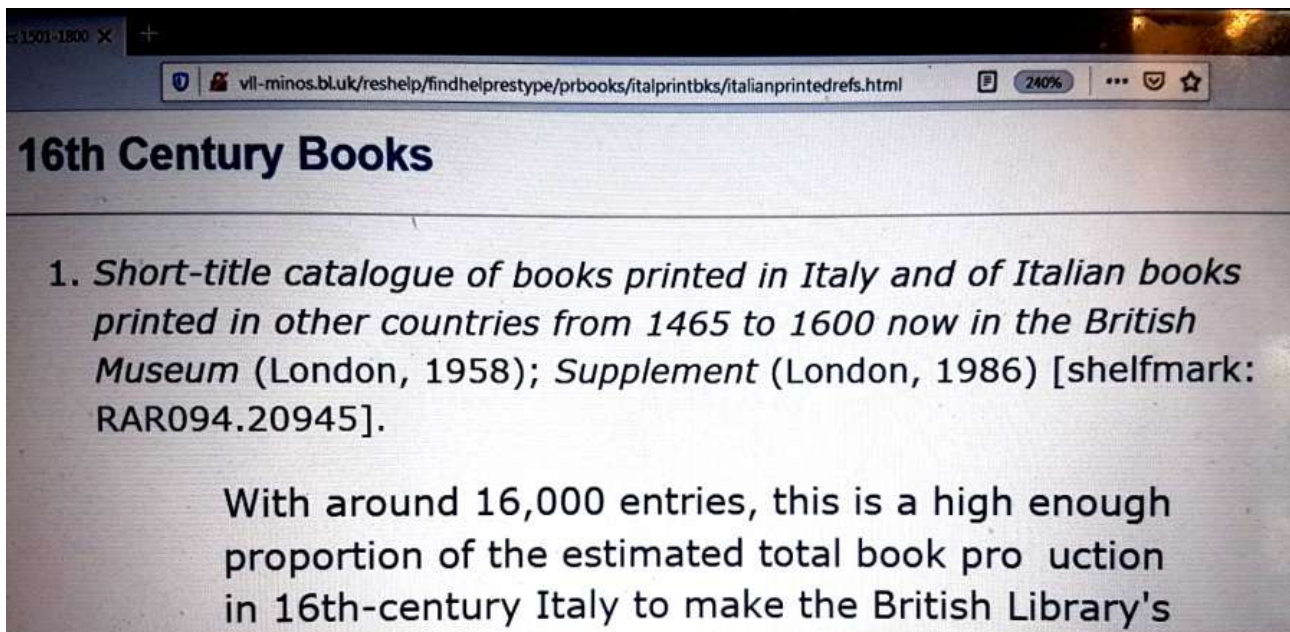 s 1501-1800 ×
vll-minos.bl.uk/reshelp/findhelprestype/prbooks/italprintbks/italianprintedrefs.html 240%
16th Century Books
1. Short-title catalogue of books printed in Italy and of Italian books
printed in other countries from 1465 to 1600 now in the British
Museum (London, 1958); Supplement (London, 1986) [shelfmark:
RAR094.20945].
With around 16,000 entries, this is a high enough
proportion of the estimated total book pro uction
in 16th-century Italy to make the British Library's